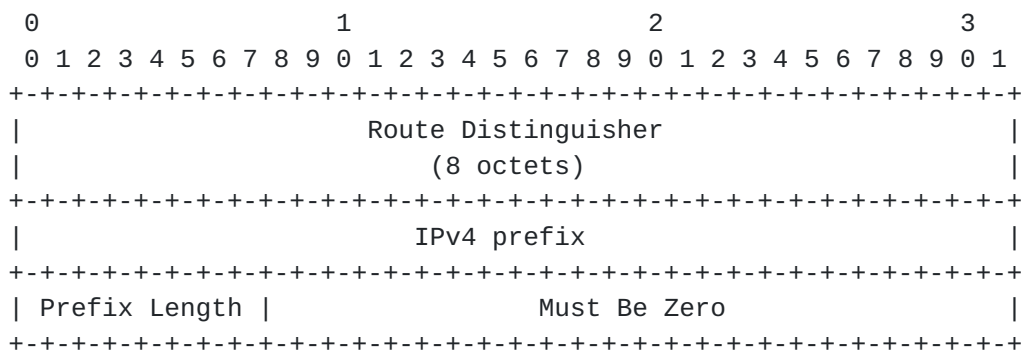 0                   1                   2                   3
 0 1 2 3 4 5 6 7 8 9 0 1 2 3 4 5 6 7 8 9 0 1 2 3 4 5 6 7 8 9 0 1
+-+-+-+-+-+-+-+-+-+-+-+-+-+-+-+-+-+-+-+-+-+-+-+-+-+-+-+-+-+-+-+-+
|                      Route Distinguisher                      |
|                          (8 octets)                           |
+-+-+-+-+-+-+-+-+-+-+-+-+-+-+-+-+-+-+-+-+-+-+-+-+-+-+-+-+-+-+-+-+
|                         IPv4 prefix                           |
+-+-+-+-+-+-+-+-+-+-+-+-+-+-+-+-+-+-+-+-+-+-+-+-+-+-+-+-+-+-+-+-+
| Prefix Length |                 Must Be Zero                  |
+-+-+-+-+-+-+-+-+-+-+-+-+-+-+-+-+-+-+-+-+-+-+-+-+-+-+-+-+-+-+-+-+